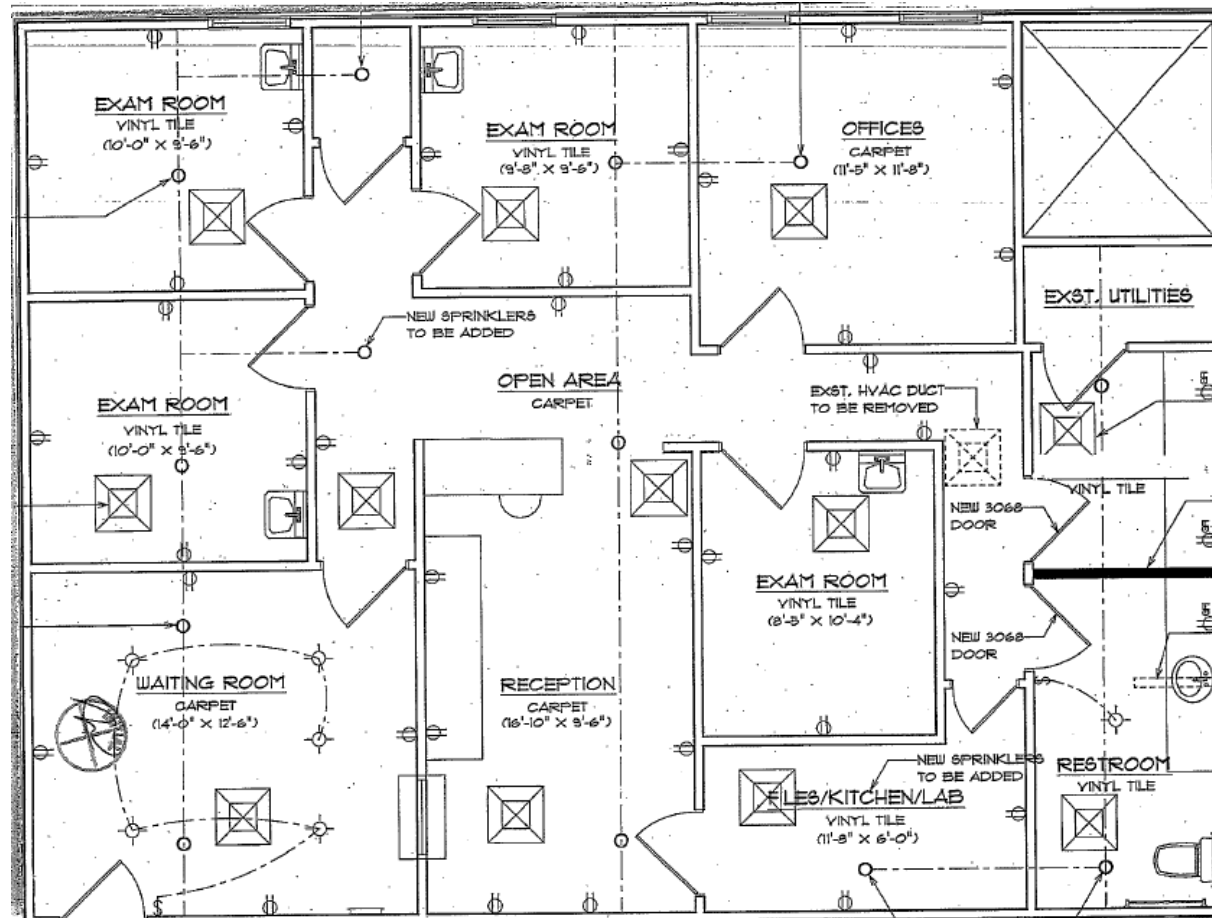 EXAM ROOM
VINYL TILE
(10'-0" X 9'-6")
EXAM ROOM
VINYL TILE
(9'-8" X 9'-6")
OFFICES
CARPET
(11'-5" X 11'-8")
EXST. UTILITIES
NEW SPRINKLERS
TO BE ADDED
OPEN AREA
CARPET
EXST. HVAC DUCT
TO BE REMOVED
EXAM ROOM
VINYL TILE
(10'-0" X 9'-6")
VINYL TILE
NEW 3068
DOOR
EXAM ROOM
VINYL TILE
(8'-5" X 10'-4")
NEW 3068
DOOR
WAITING ROOM
CARPET
(14'-0" X 12'-6")
RECEPTION
CARPET
(16'-10" X 9'-6")
NEW SPRINKLERS
TO BE ADDED
RESTROOM
VINYL TILE
FILES/KITCHEN/LAB
VINYL TILE
(11'-8" X 6'-0")